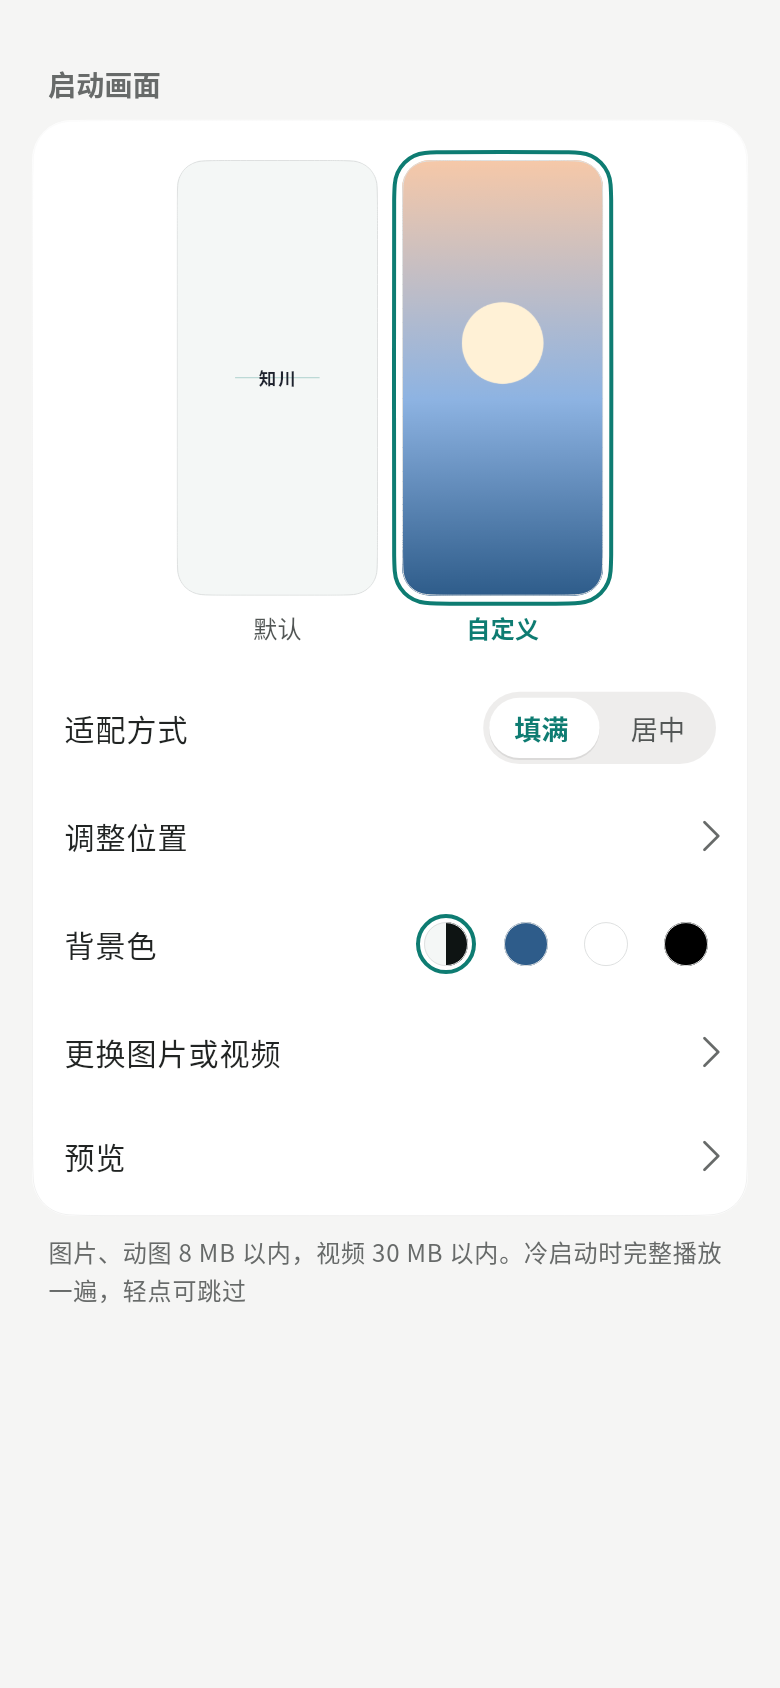 启动画面
知川
默认
自定义
适配方式
填满
居中
调整位置
背景色
更换图片或视频
预览
图片、动图 8 MB 以内，视频 30 MB 以内。冷启动时完整播放
一遍，轻点可跳过